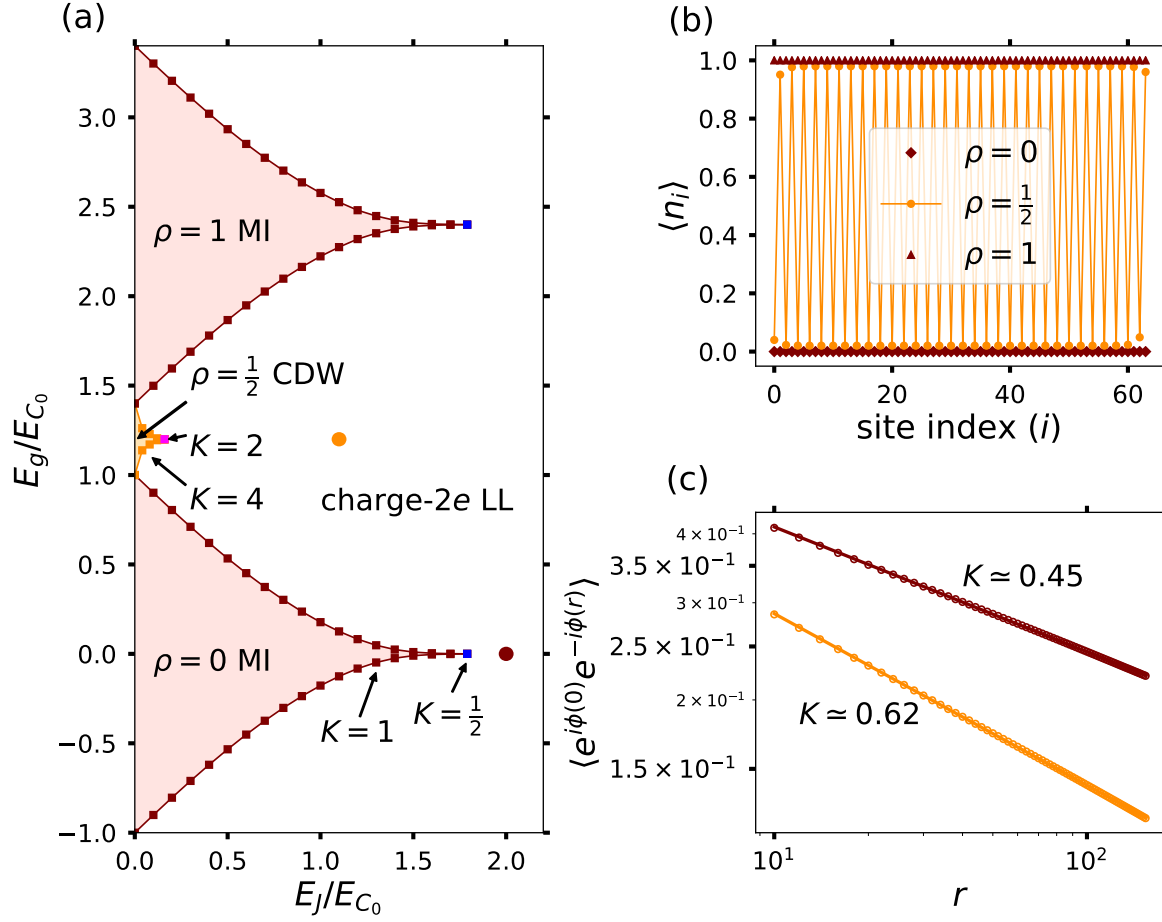 (a)
E_g/E_{C_0}
3.0
2.5
2.0
1.5
1.0
0.5
0.0
−0.5
−1.0
ρ = 1 MI
ρ = 1/2 CDW
K = 2
K = 4
charge-2e LL
ρ = 0 MI
K = 1
K = 1/2
0.0 0.5 1.0 1.5 2.0
E_J/E_{C_0}
(b)
⟨n_i⟩
1.0
0.8
0.6
0.4
0.2
0.0
ρ = 0
ρ = 1/2
ρ = 1
0 20 40 60
site index (i)
(c)
⟨e^{iϕ(0)}e^{−iϕ(r)}⟩
4 × 10⁻¹
3.5 × 10⁻¹
3 × 10⁻¹
2.5 × 10⁻¹
2 × 10⁻¹
1.5 × 10⁻¹
K ≃ 0.45
K ≃ 0.62
10¹ 10²
r